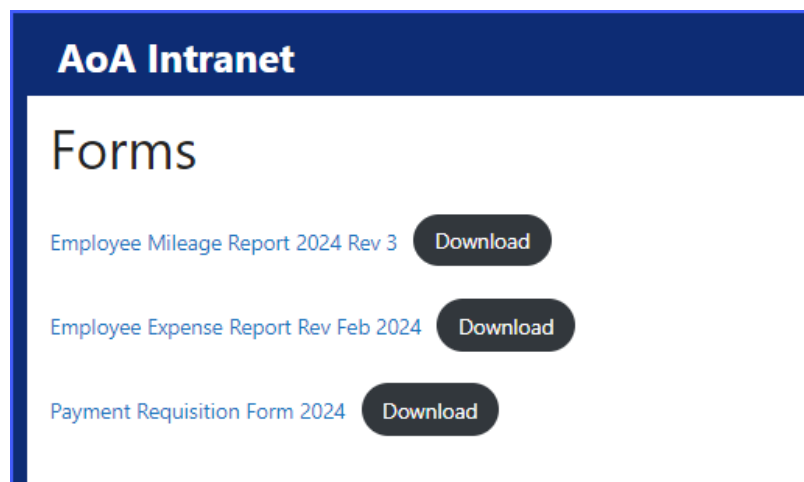 AoA Intranet
Forms
Employee Mileage Report 2024 Rev 3 Download
Employee Expense Report Rev Feb 2024 Download
Payment Requisition Form 2024 Download